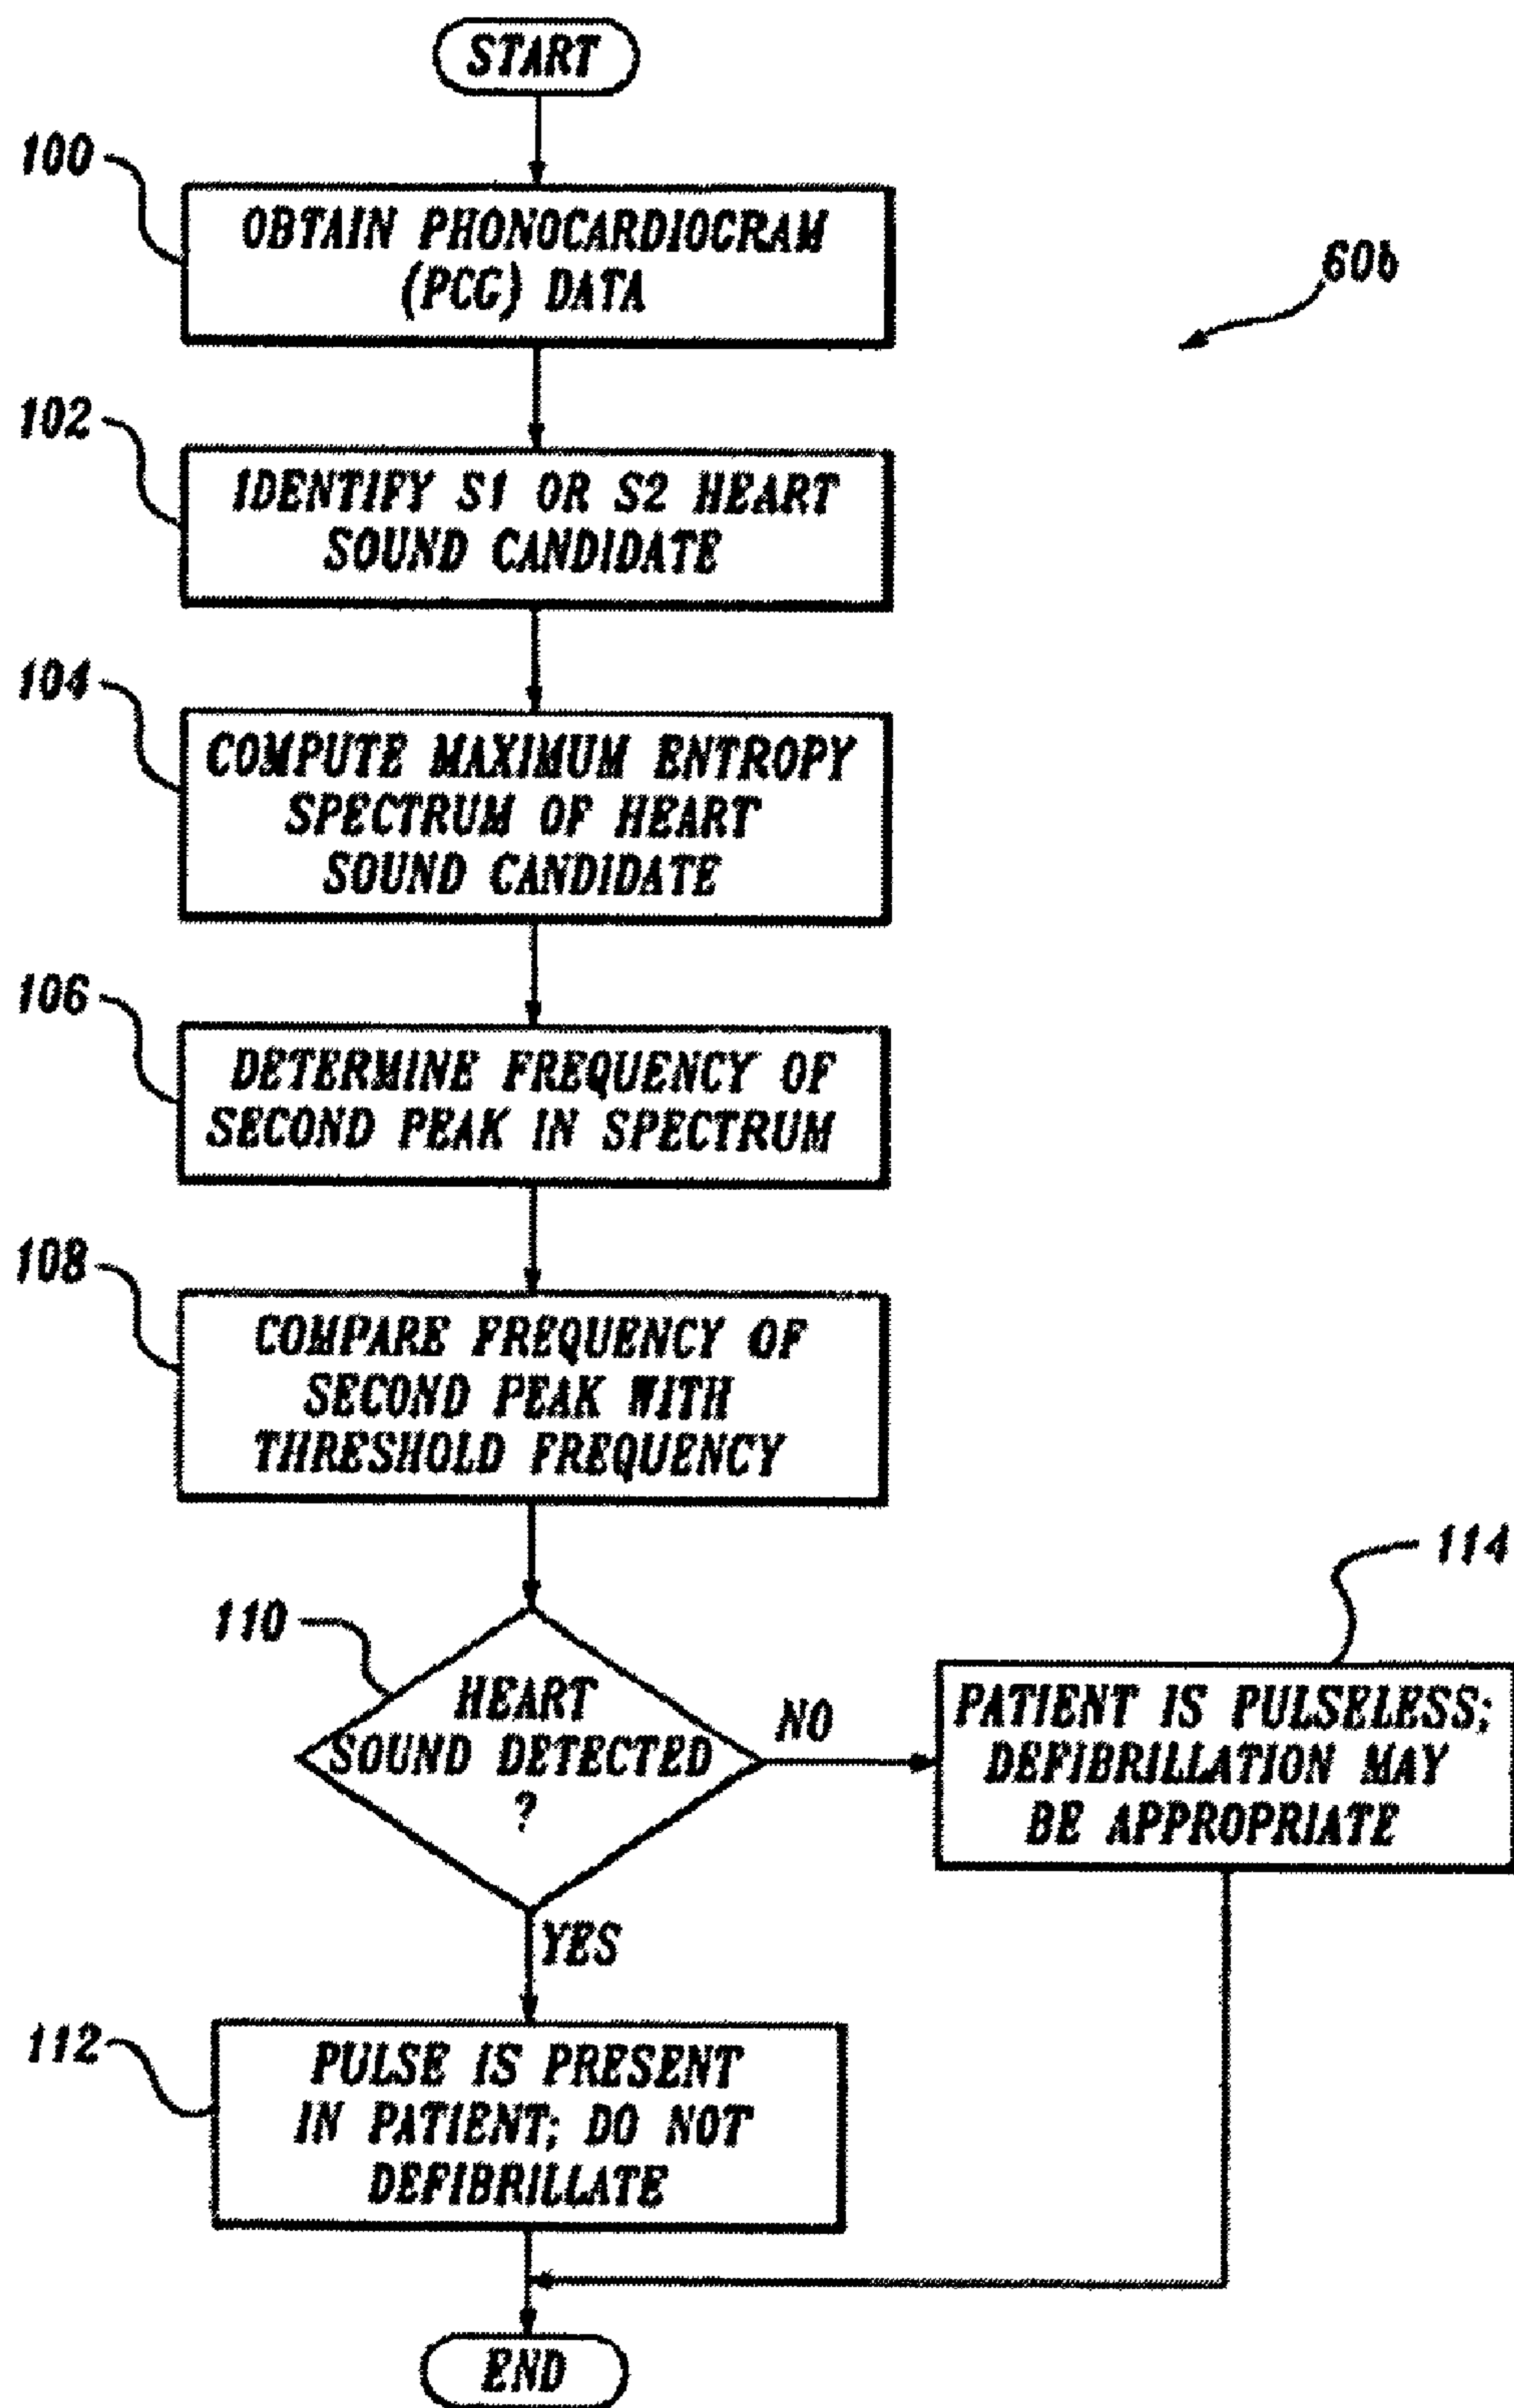 START
100
OBTAIN PHONOCARDIOCRAM
(PCG) DATA
60b
102
IDENTIFY S1 OR S2 HEART
SOUND CANDIDATE
104
COMPUTE MAXIMUM ENTROPY
SPECTRUM OF HEART
SOUND CANDIDATE
106
DETERMINE FREQUENCY OF
SECOND PEAK IN SPECTRUM
108
COMPARE FREQUENCY OF
SECOND PEAK WITH
THRESHOLD FREQUENCY
110
HEART
SOUND DETECTED
?
NO
114
PATIENT IS PULSELESS;
DEFIBRILLATION MAY
BE APPROPRIATE
YES
112
PULSE IS PRESENT
IN PATIENT; DO NOT
DEFIBRILLATE
END